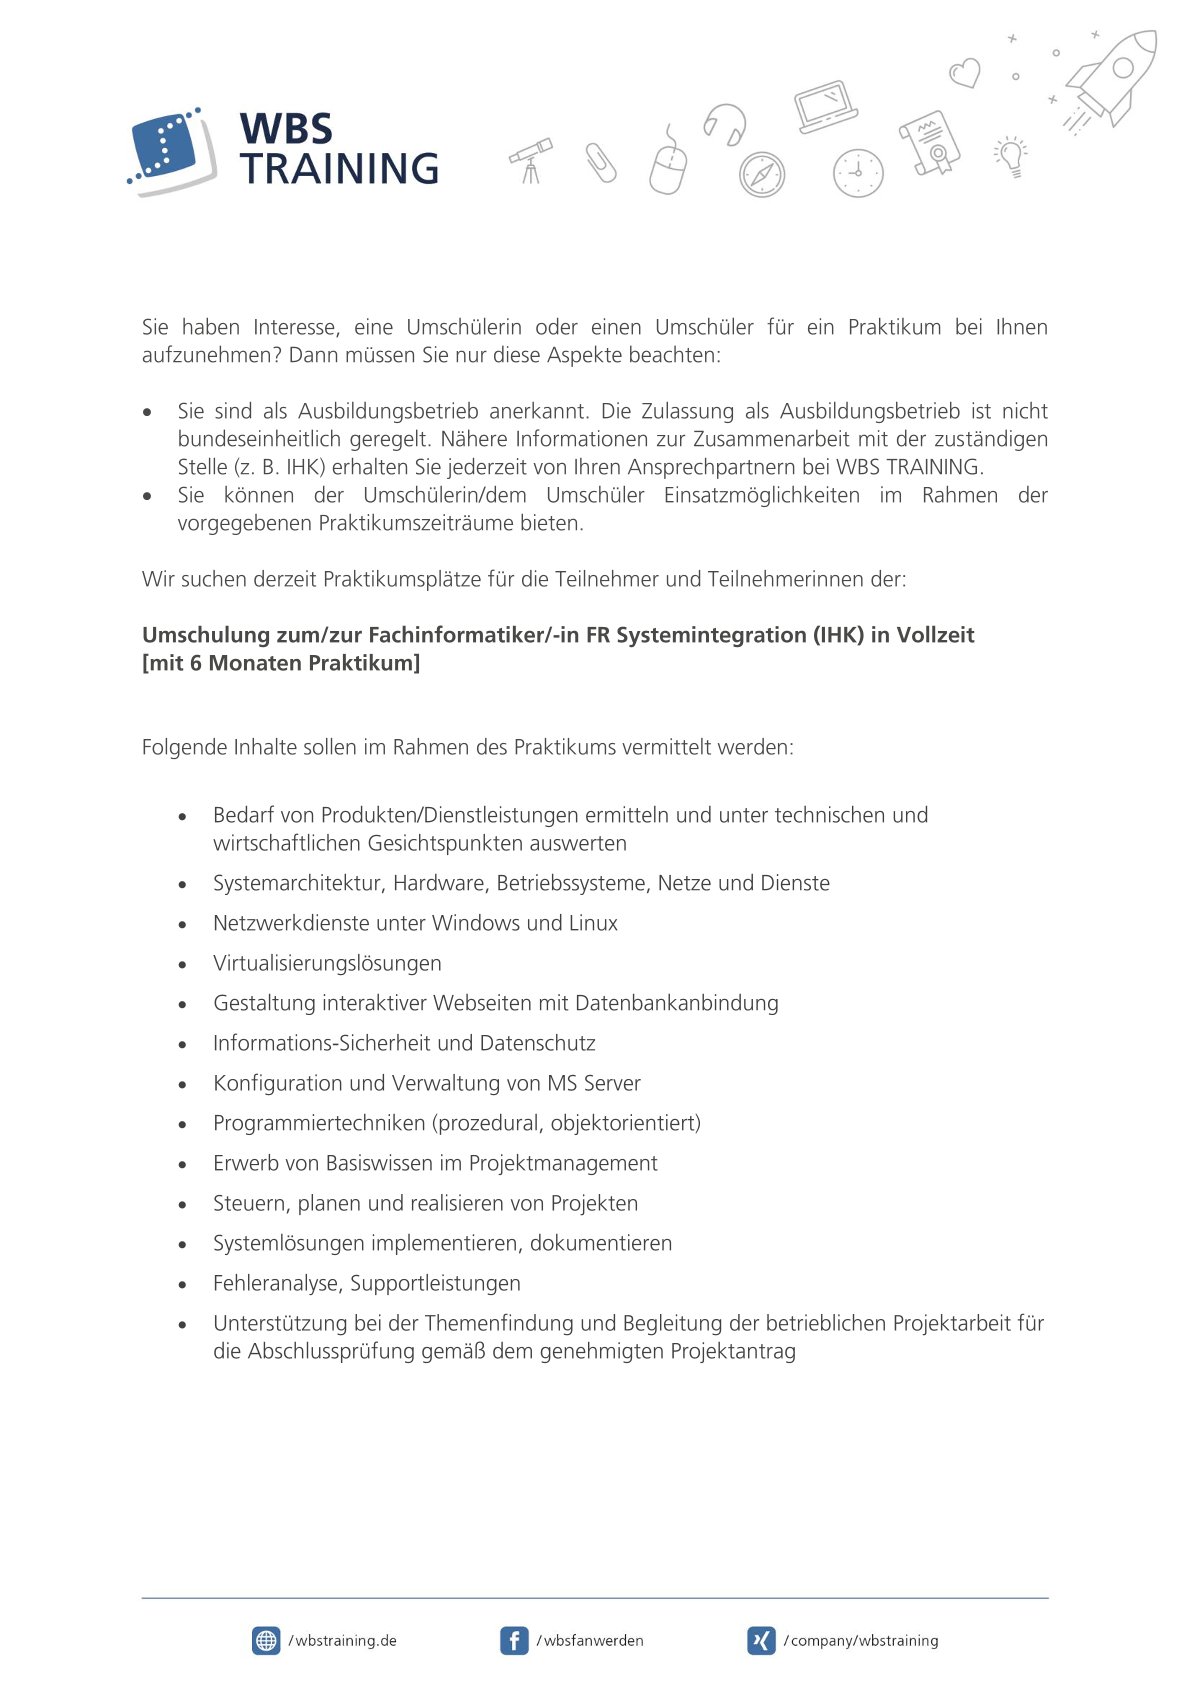 WBS
TRAINING
Sie haben Interesse, eine Umschülerin oder einen Umschüler für ein Praktikum bei Ihnen
aufzunehmen? Dann müssen Sie nur diese Aspekte beachten:
• Sie sind als Ausbildungsbetrieb anerkannt. Die Zulassung als Ausbildungsbetrieb ist nicht
bundeseinheitlich geregelt. Nähere Informationen zur Zusammenarbeit mit der zuständigen
Stelle (z. B. IHK) erhalten Sie jederzeit von Ihren Ansprechpartnern bei WBS TRAINING.
• Sie können der Umschülerin/dem Umschüler Einsatzmöglichkeiten im Rahmen der
vorgegebenen Praktikumszeiträume bieten.
Wir suchen derzeit Praktikumsplätze für die Teilnehmer und Teilnehmerinnen der:
Umschulung zum/zur Fachinformatiker/-in FR Systemintegration (IHK) in Vollzeit
[mit 6 Monaten Praktikum]
Folgende Inhalte sollen im Rahmen des Praktikums vermittelt werden:
• Bedarf von Produkten/Dienstleistungen ermitteln und unter technischen und
wirtschaftlichen Gesichtspunkten auswerten
• Systemarchitektur, Hardware, Betriebssysteme, Netze und Dienste
• Netzwerkdienste unter Windows und Linux
• Virtualisierungslösungen
• Gestaltung interaktiver Webseiten mit Datenbankanbindung
• Informations-Sicherheit und Datenschutz
• Konfiguration und Verwaltung von MS Server
• Programmiertechniken (prozedural, objektorientiert)
• Erwerb von Basiswissen im Projektmanagement
• Steuern, planen und realisieren von Projekten
• Systemlösungen implementieren, dokumentieren
• Fehleranalyse, Supportleistungen
• Unterstützung bei der Themenfindung und Begleitung der betrieblichen Projektarbeit für
die Abschlussprüfung gemäß dem genehmigten Projektantrag
/wbstraining.de
/wbsfanwerden
/company/wbstraining